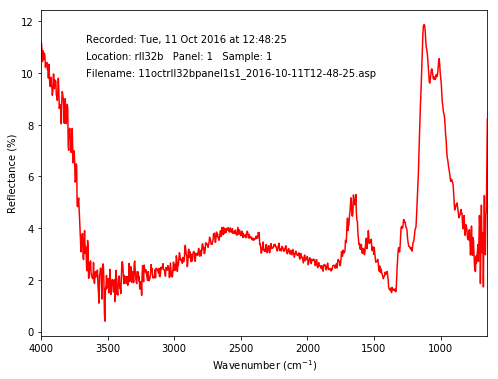 Recorded: Tue, 11 Oct 2016 at 12:48:25
Location: rll32b   Panel: 1   Sample: 1
Filename: 11octrll32bpanel1s1_2016-10-11T12-48-25.asp
12
10
8
6
4
2
0
Reflectance (%)
4000 3500 3000 2500 2000 1500 1000
Wavenumber (cm⁻¹)